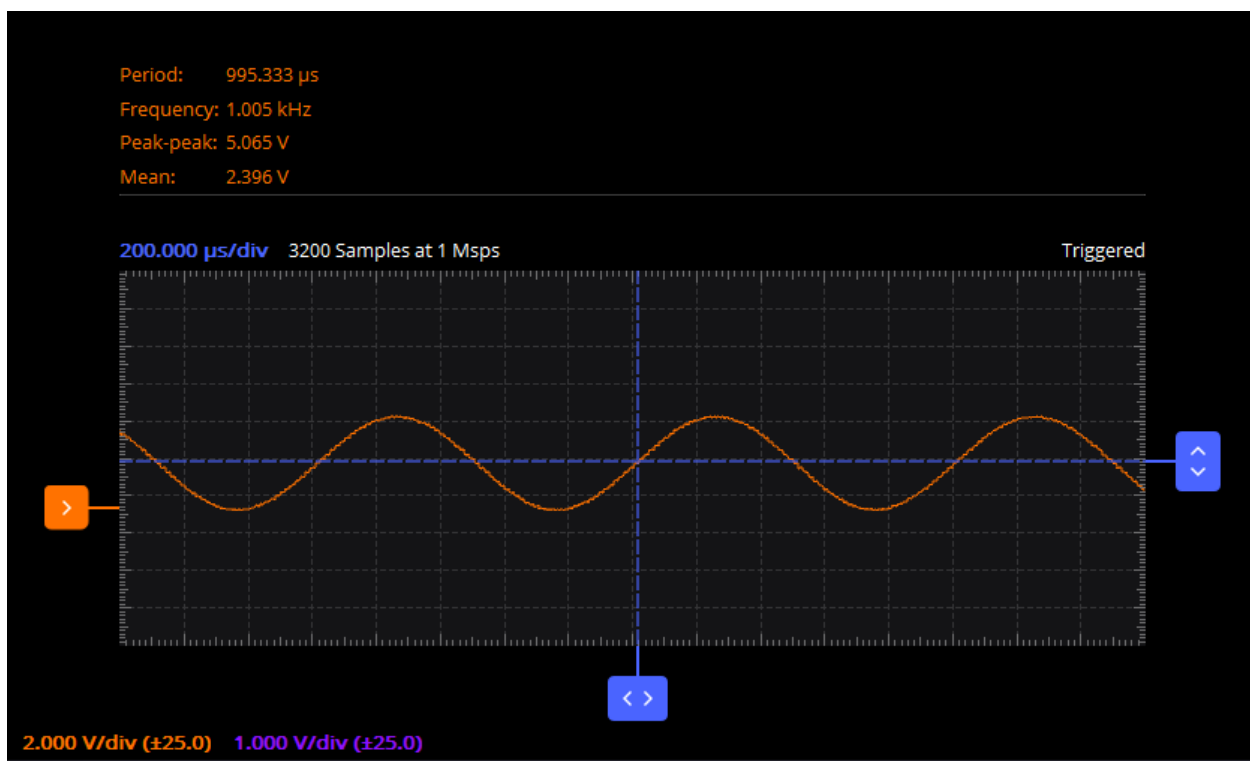 Period: 995.333 µs
Frequency: 1.005 kHz
Peak-peak: 5.065 V
Mean: 2.396 V
200.000 µs/div 3200 Samples at 1 Msps Triggered
2.000 V/div (±25.0) 1.000 V/div (±25.0)